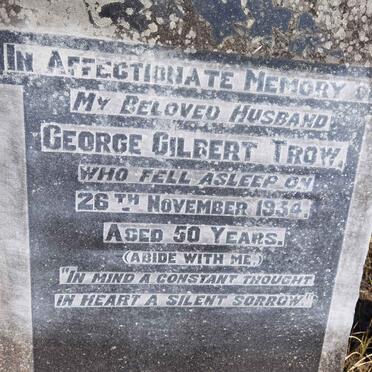 IN AFFECTIONATE MEMORY O
MY BELOVED HUSBAND,
GEORGE GILBERT TROW,
WHO FELL ASLEEP ON
26TH NOVEMBER 1934.
AGED 50 YEARS.
(ABIDE WITH ME.)
"IN MIND A CONSTANT THOUGHT
IN HEART A SILENT SORROW."